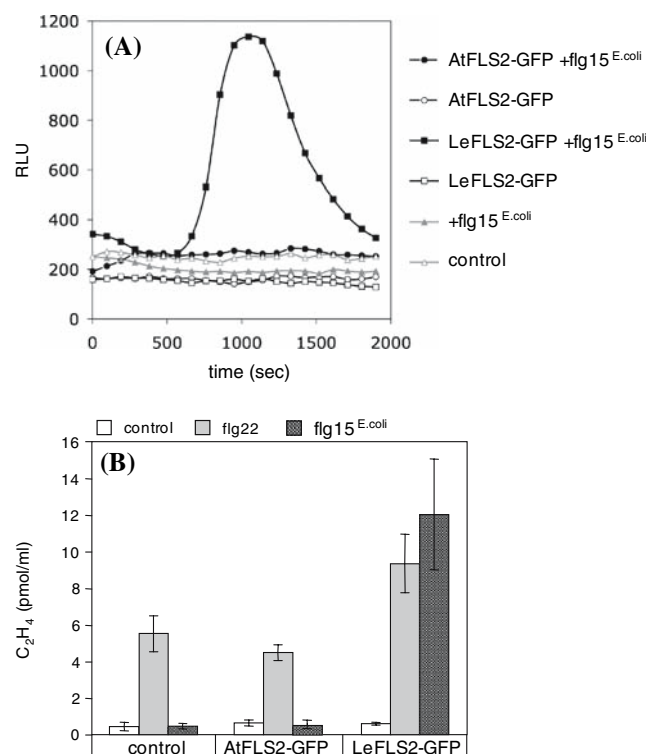 (A)
RLU
1200
1000
800
600
400
200
0
0 500 1000 1500 2000
time (sec)
AtFLS2-GFP +flg15 E.coli
AtFLS2-GFP
LeFLS2-GFP +flg15 E.coli
LeFLS2-GFP
+flg15 E.coli
control
control flg22 flg15 E.coli
(B)
C2H4 (pmol/ml)
16
14
12
10
8
6
4
2
0
control AtFLS2-GFP LeFLS2-GFP